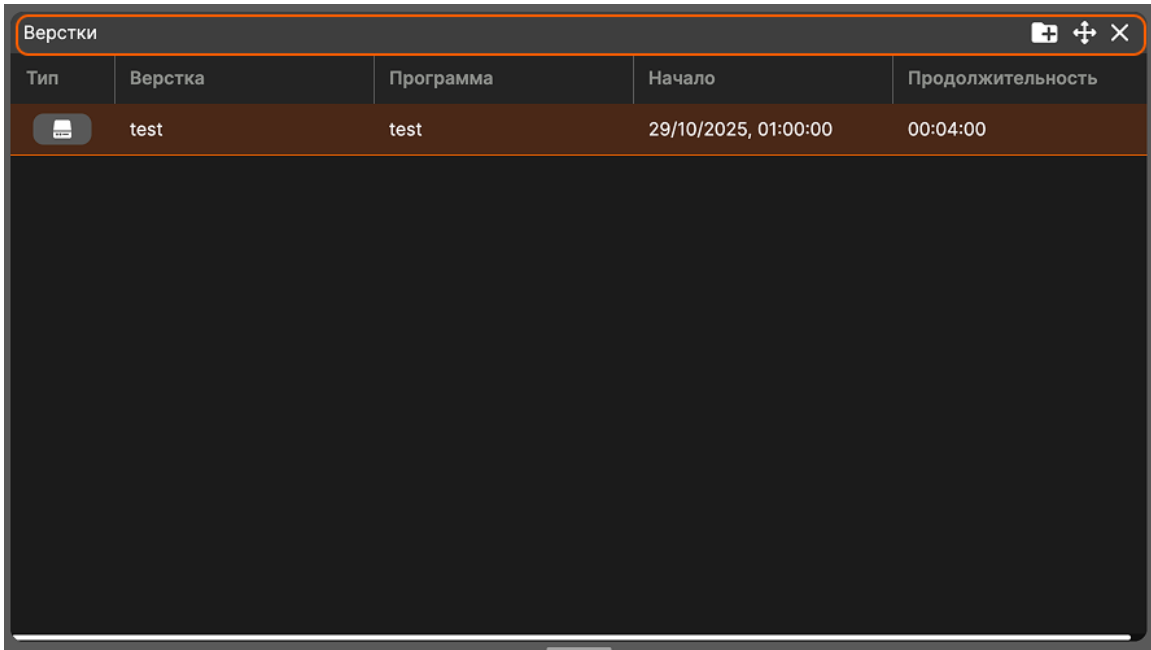 Верстки
Тип Верстка Программа Начало Продолжительность
test test 29/10/2025, 01:00:00 00:04:00